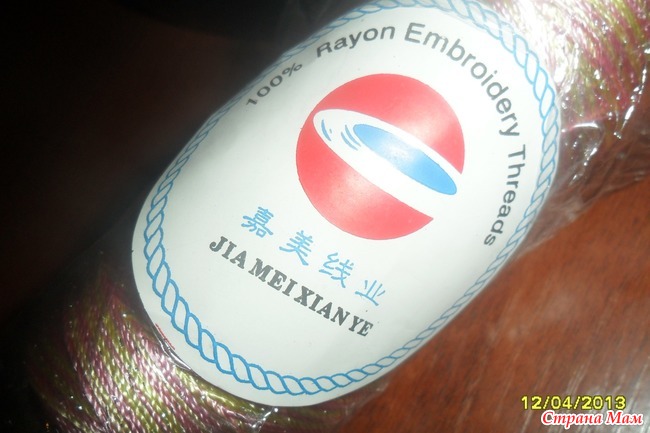 100% Rayon Embroidery Threads
嘉美线业
JIA MEI XIAN YE
12/04/2013
Страна Мам